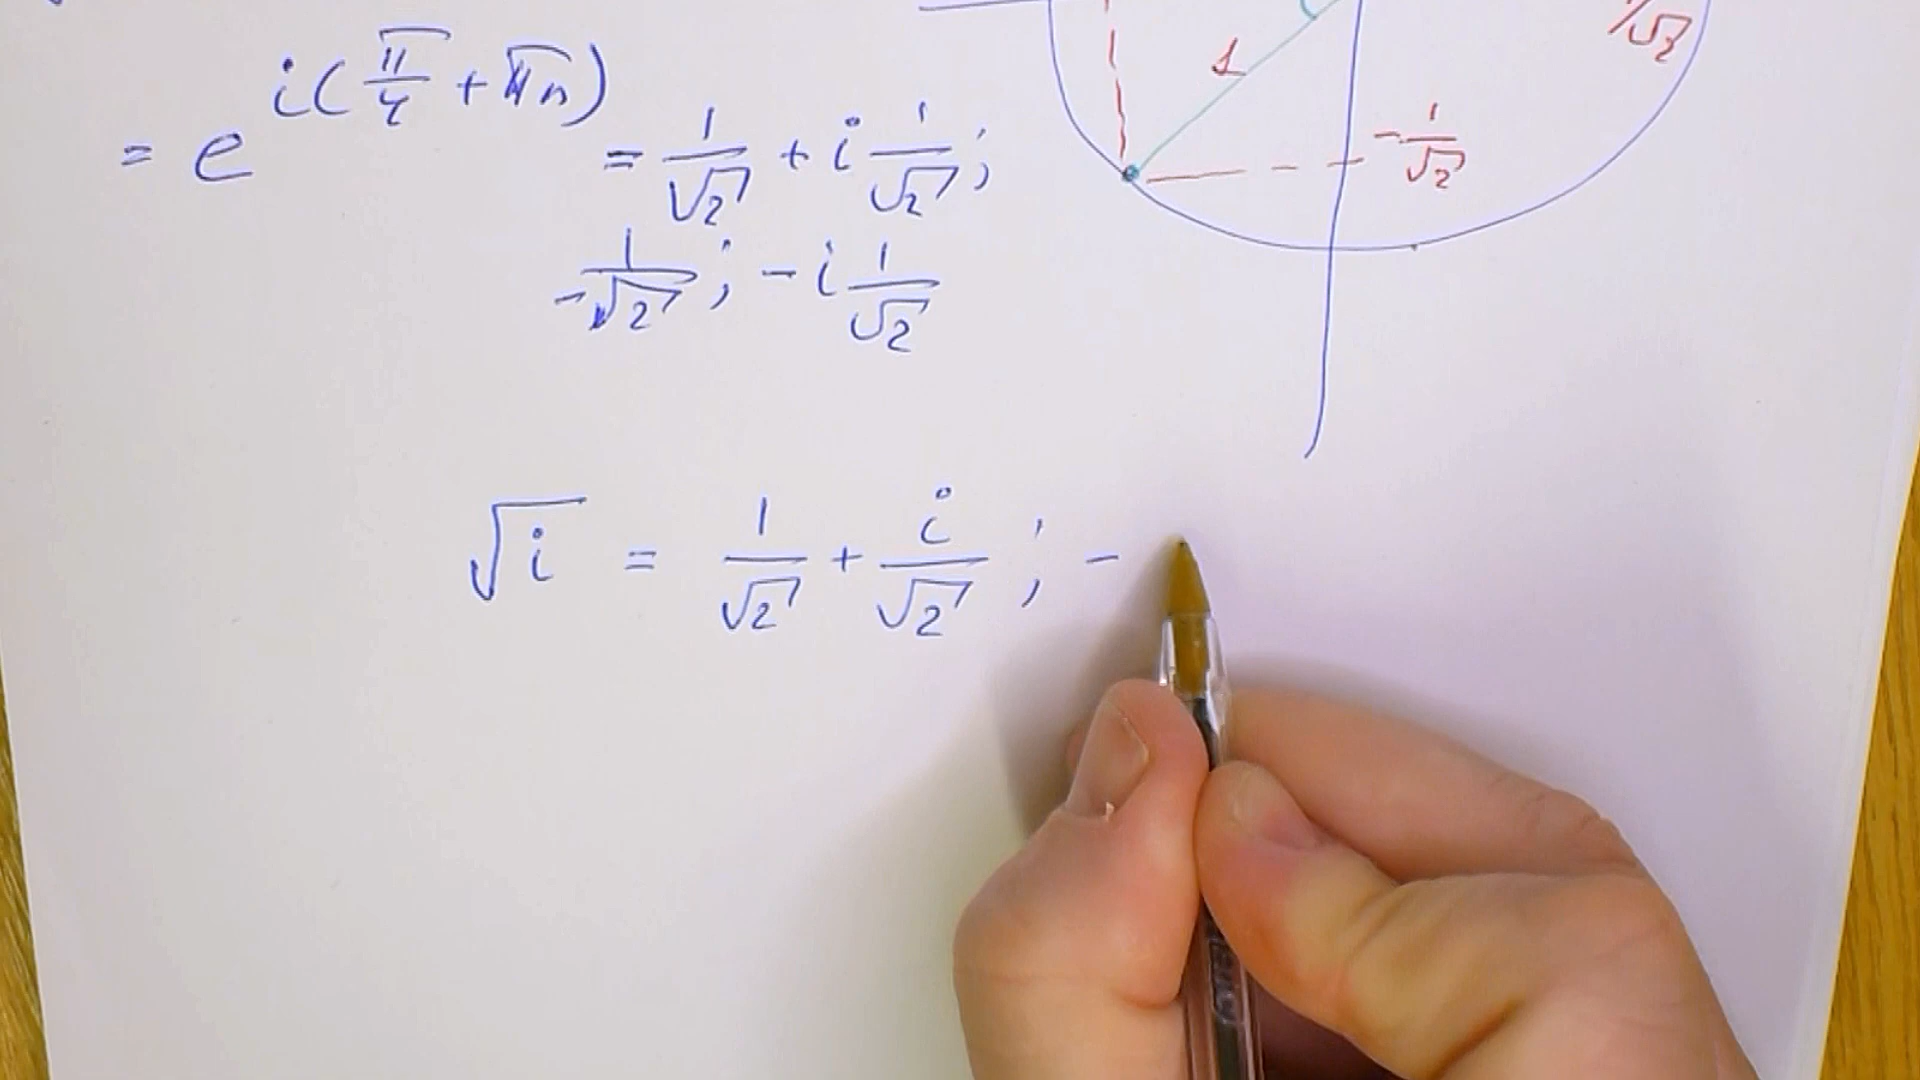 = e^{i(π/4 + πn)} = 1/√2 + i 1/√2 ;
-1/√2 ; - i 1/√2
1
1/√2
-1/√2
√i = 1/√2 + i/√2 ; -